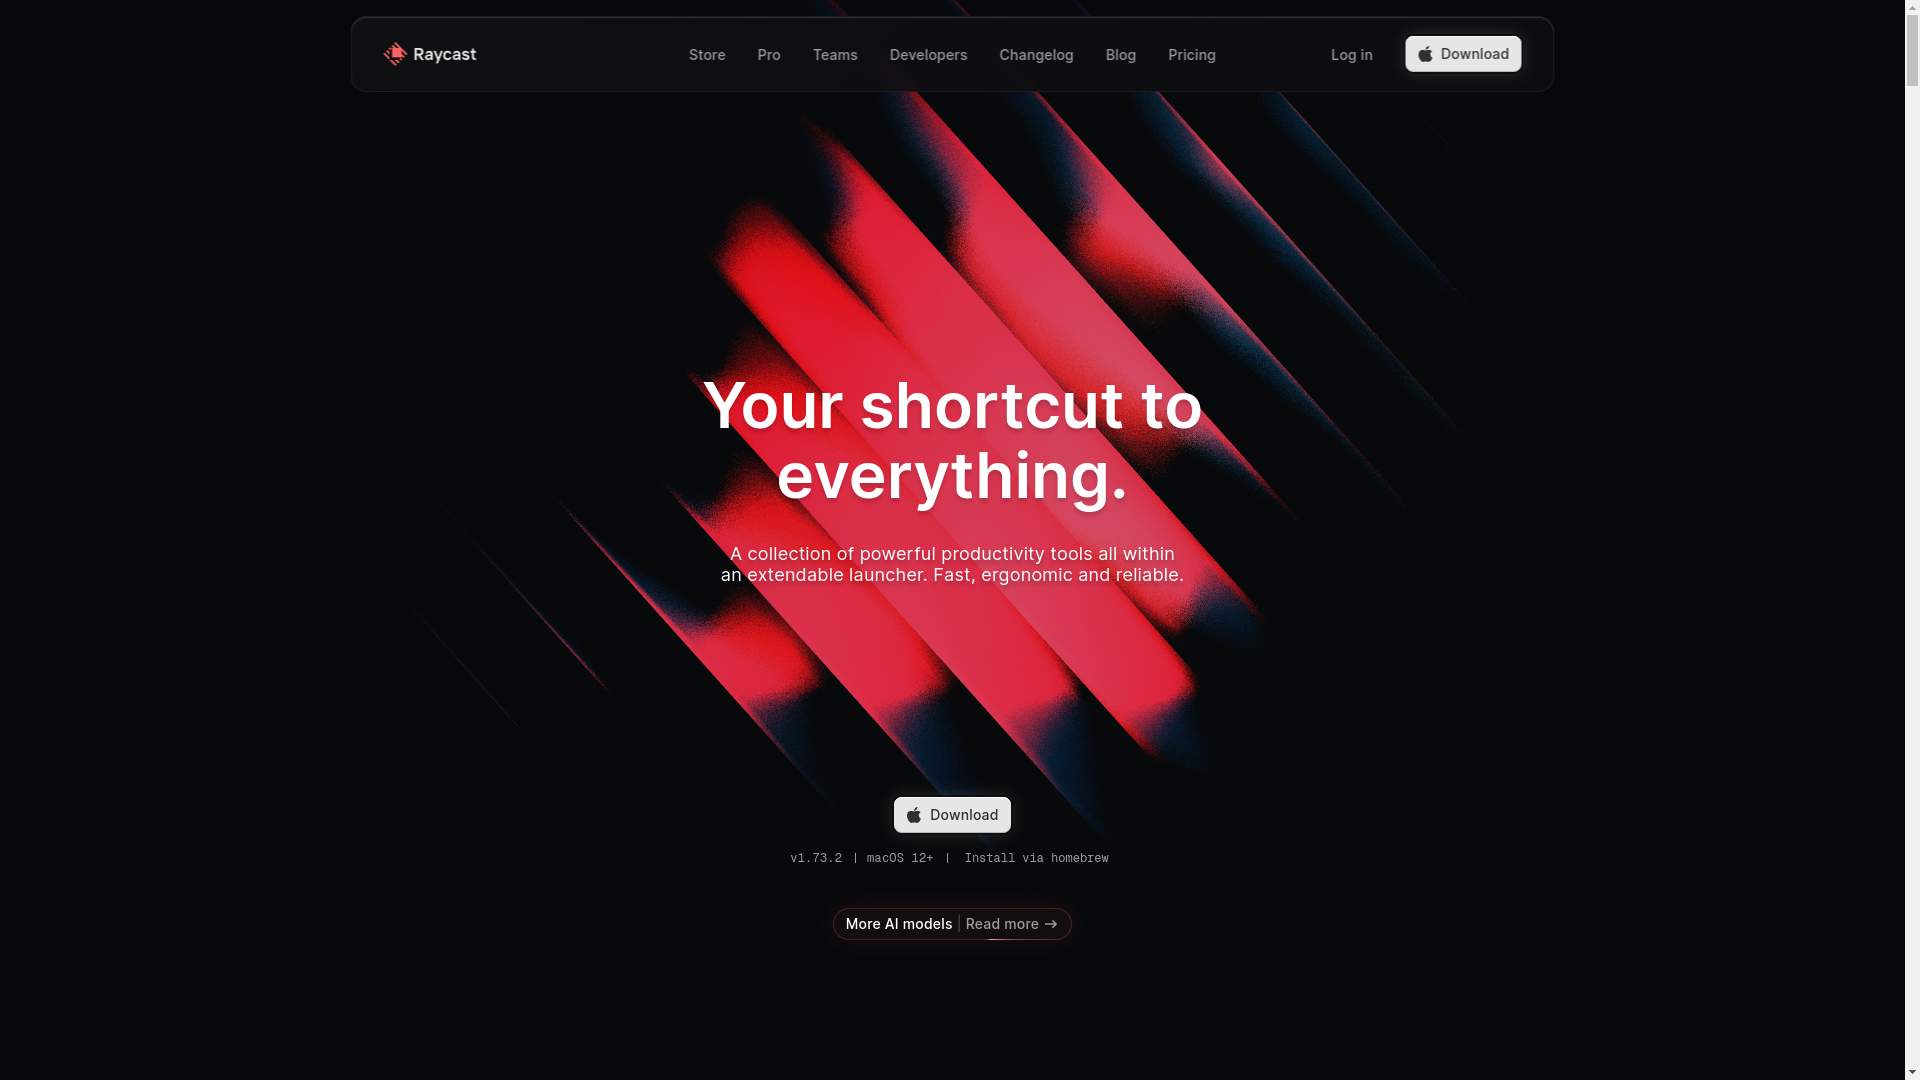 Raycast
Store Pro Teams Developers Changelog Blog Pricing
Log in Download
Your shortcut to
everything.
A collection of powerful productivity tools all within
an extendable launcher. Fast, ergonomic and reliable.
Download
v1.73.2 | macOS 12+ | Install via homebrew
More AI models | Read more →